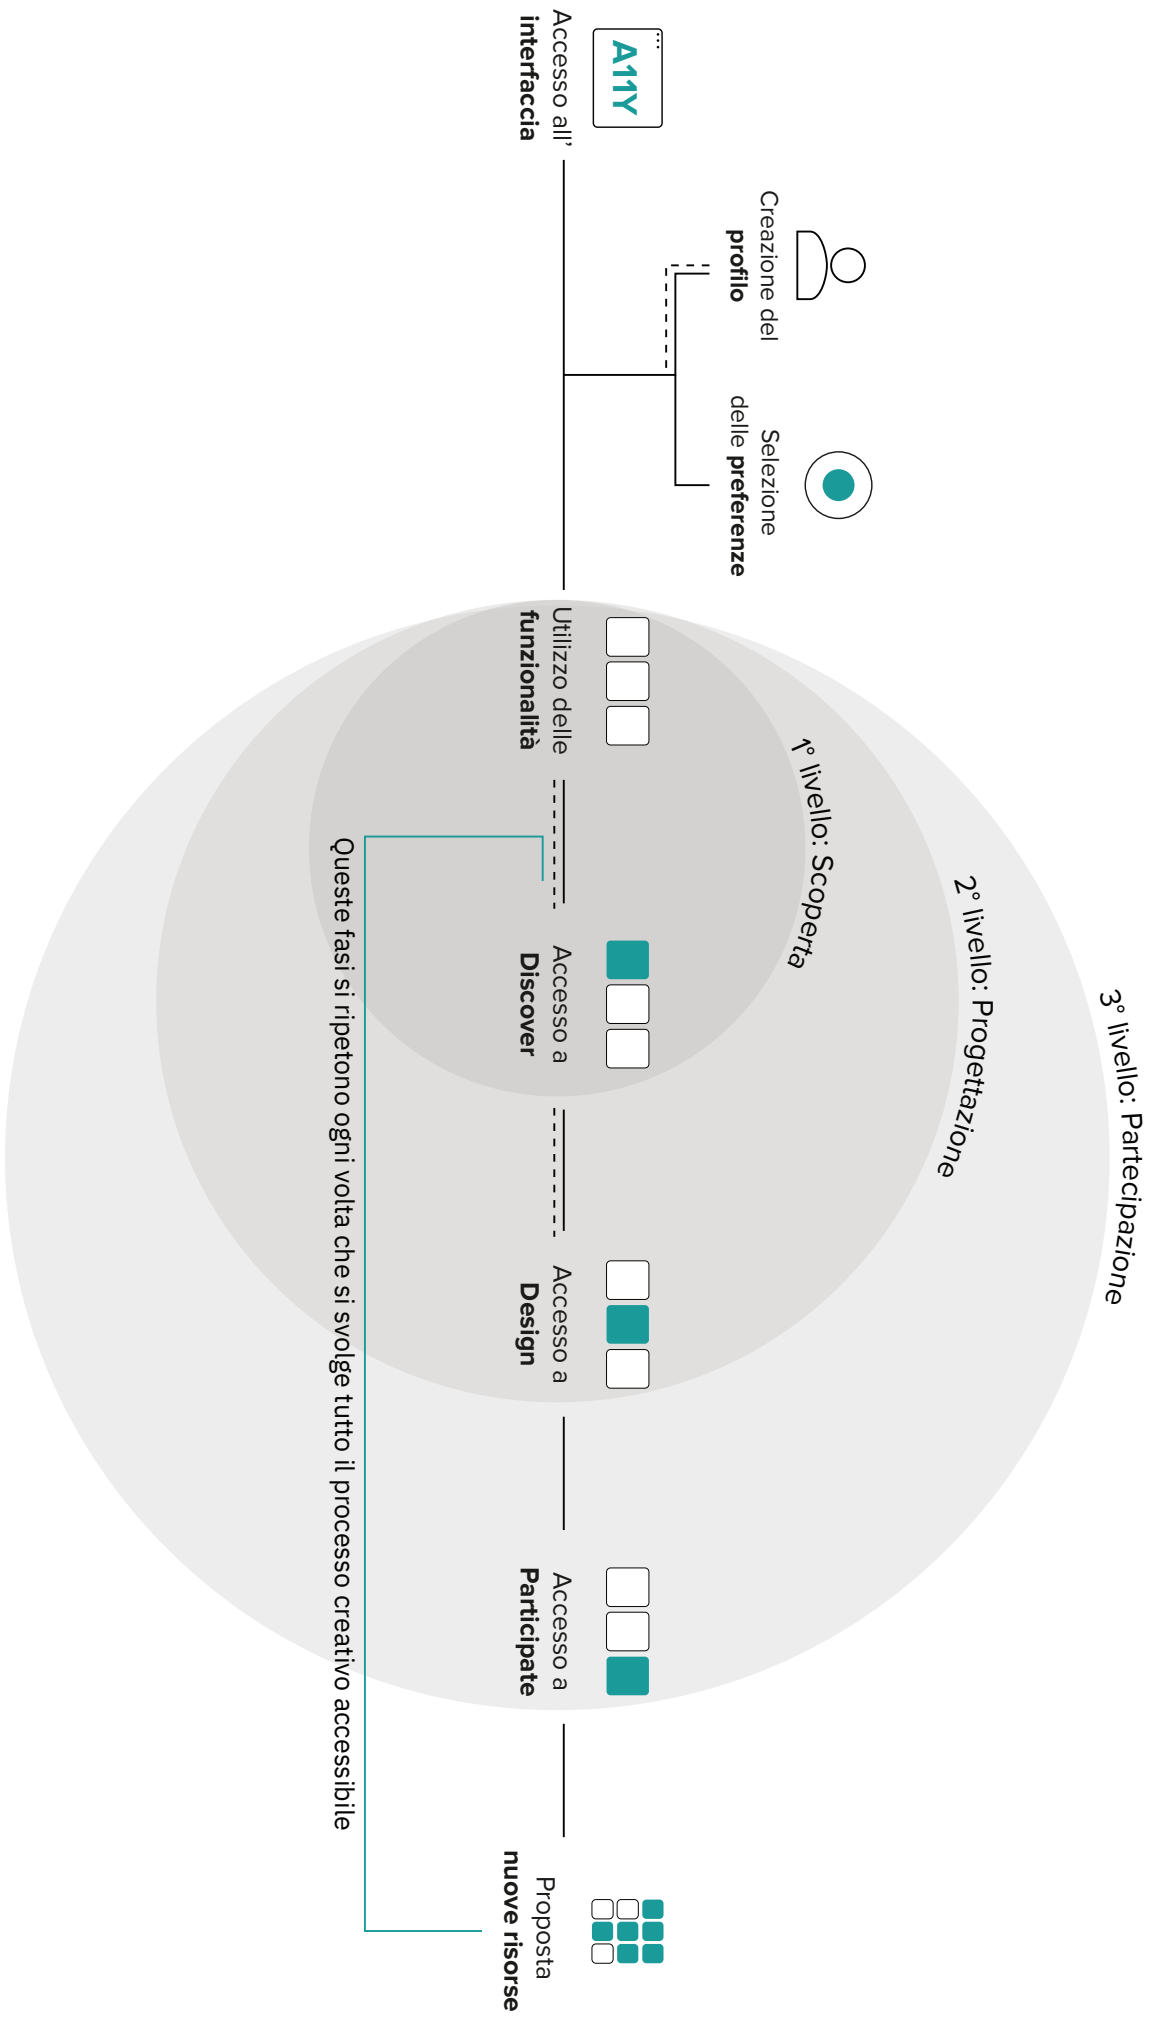 A11Y
Accesso all’
interfaccia
Creazione del
profilo
Selezione
delle preferenze
1° livello: Scoperta
2° livello: Progettazione
3° livello: Partecipazione
Utilizzo delle
funzionalità
Accesso a
Discover
Accesso a
Design
Accesso a
Participate
Proposta
nuove risorse
Queste fasi si ripetono ogni volta che si svolge tutto il processo creativo accessibile